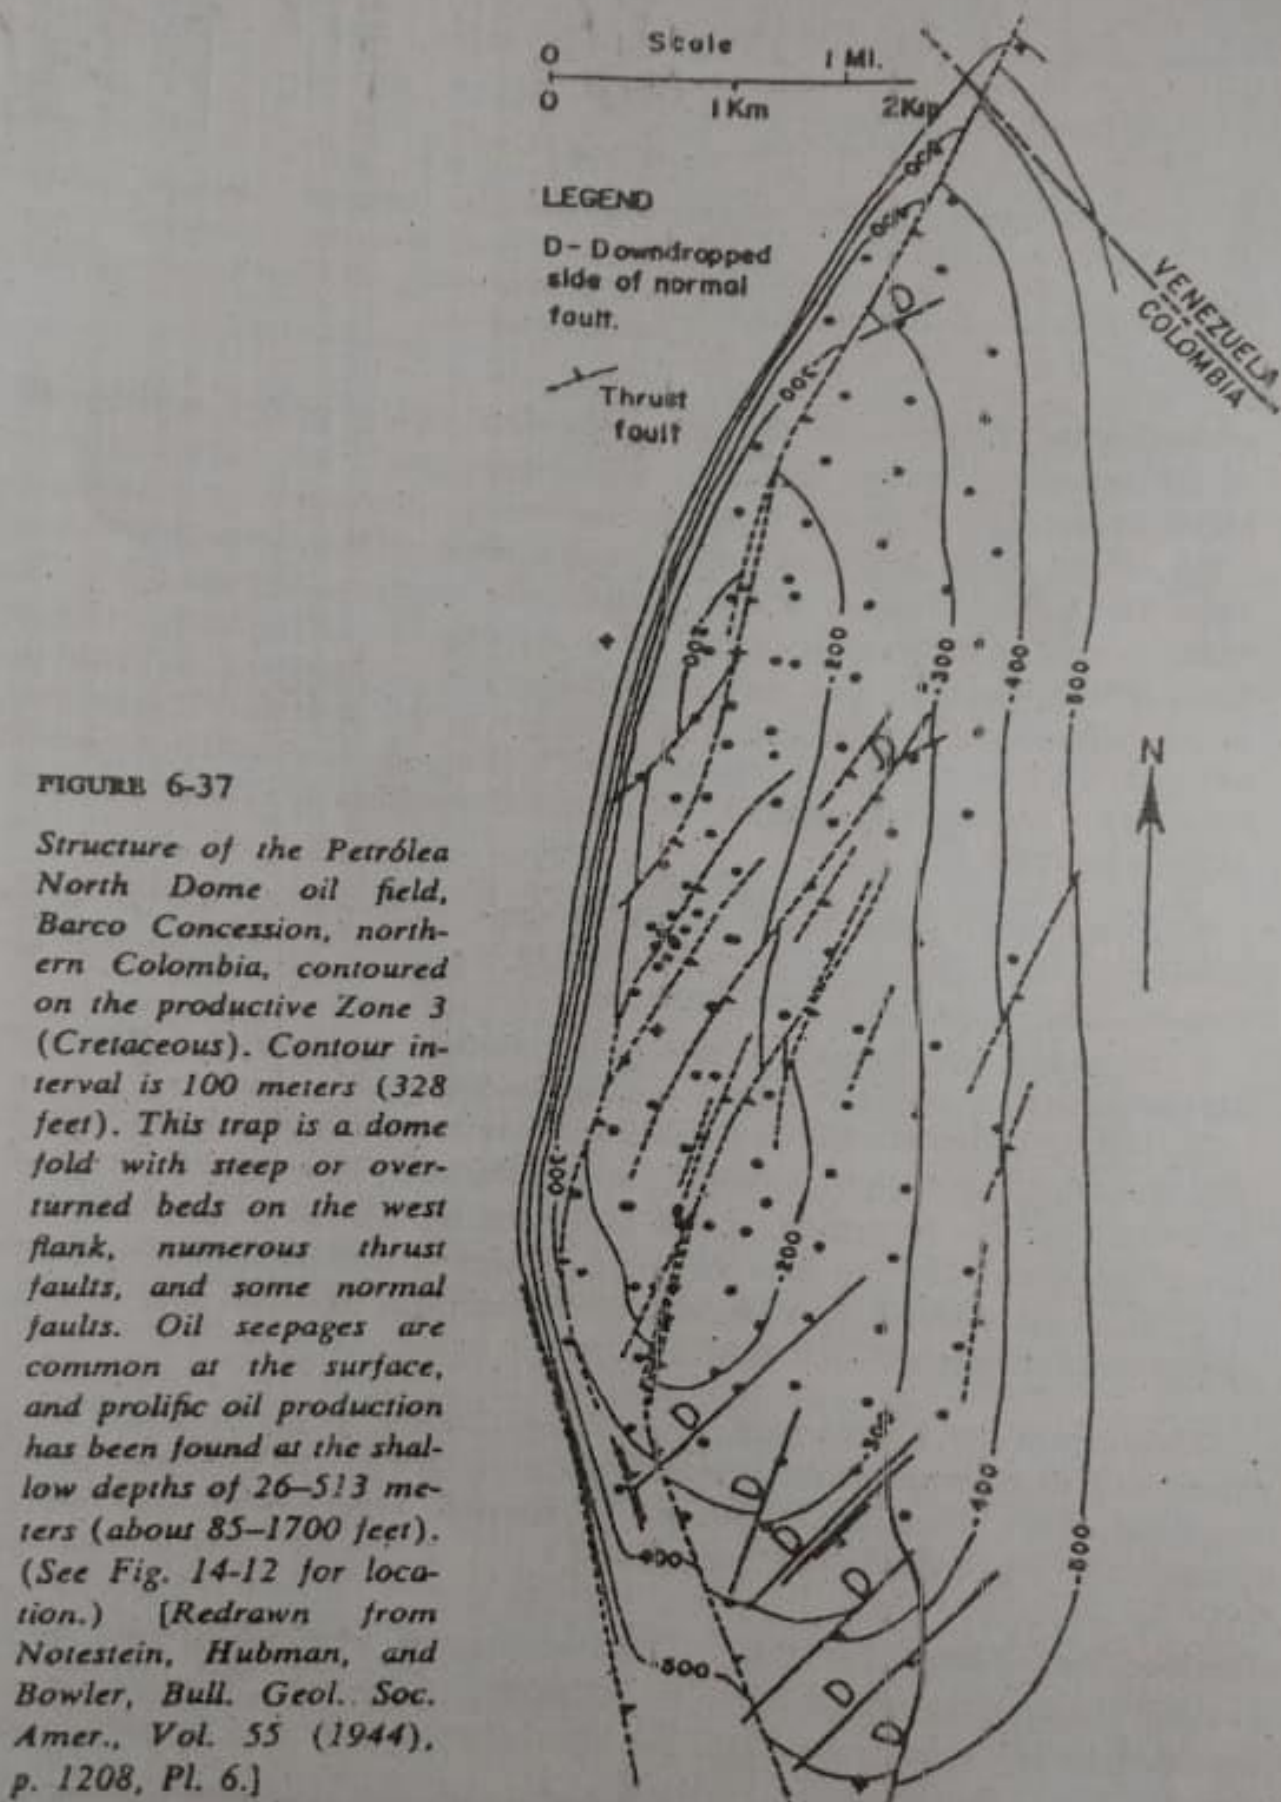 Scale
0 1 MI.
0 1 Km 2 Km
LEGEND
D - Downdropped
side of normal
fault.
Thrust
fault
VENEZUELA
COLOMBIA
D
300
200
-200
-300
-400
-500
D
N
300
-200
D
-300
D
D
-400
-400
D
-500
-500
D
D
FIGURE 6-37
Structure of the Petrólea
North Dome oil field,
Barco Concession, north-
ern Colombia, contoured
on the productive Zone 3
(Cretaceous). Contour in-
terval is 100 meters (328
feet). This trap is a dome
fold with steep or over-
turned beds on the west
flank, numerous thrust
faults, and some normal
faults. Oil seepages are
common at the surface,
and prolific oil production
has been found at the shal-
low depths of 26–513 me-
ters (about 85–1700 feet).
(See Fig. 14-12 for loca-
tion.) [Redrawn from
Notestein, Hubman, and
Bowler, Bull. Geol. Soc.
Amer., Vol. 55 (1944),
p. 1208, Pl. 6.]